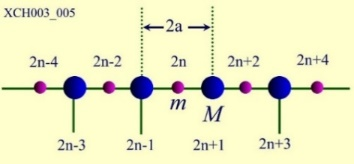 XCH003_005
2a
2n-4 2n-2 2n 2n+2 2n+4
m M
2n-3 2n-1 2n+1 2n+3